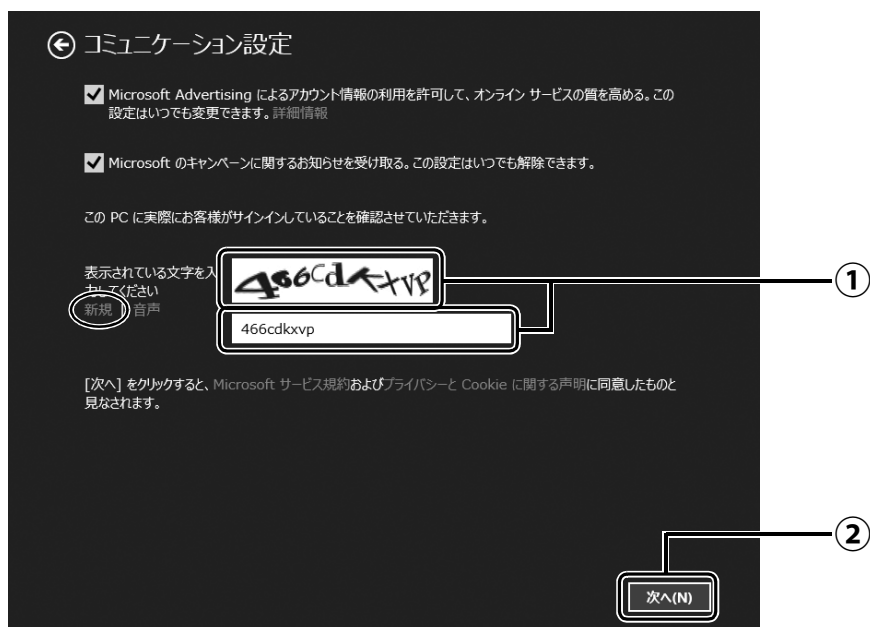 コミュニケーション設定
Microsoft Advertising によるアカウント情報の利用を許可して、オンライン サービスの質を高める。この
設定はいつでも変更できます。詳細情報
Microsoft のキャンペーンに関するお知らせを受け取る。この設定はいつでも解除できます。
この PC に実際にお客様がサインインしていることを確認させていただきます。
表示されている文字を入
力してください
新規 音声
466cdkxvp
466cdkxvp
①
[次へ] をクリックすると、Microsoft サービス規約およびプライバシーと Cookie に関する声明に同意したものと
見なされます。
②
次へ(N)